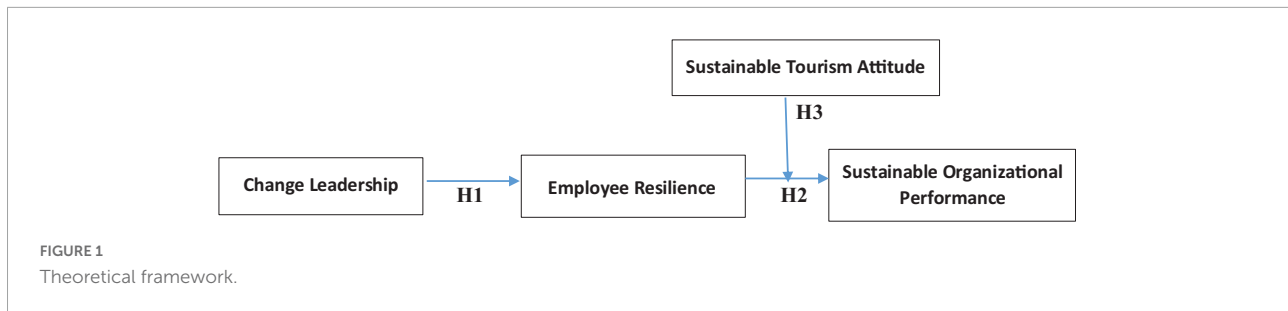 Sustainable Tourism Attitude
H3
Change Leadership
H1
Employee Resilience
H2
Sustainable Organizational
Performance
FIGURE 1
Theoretical framework.